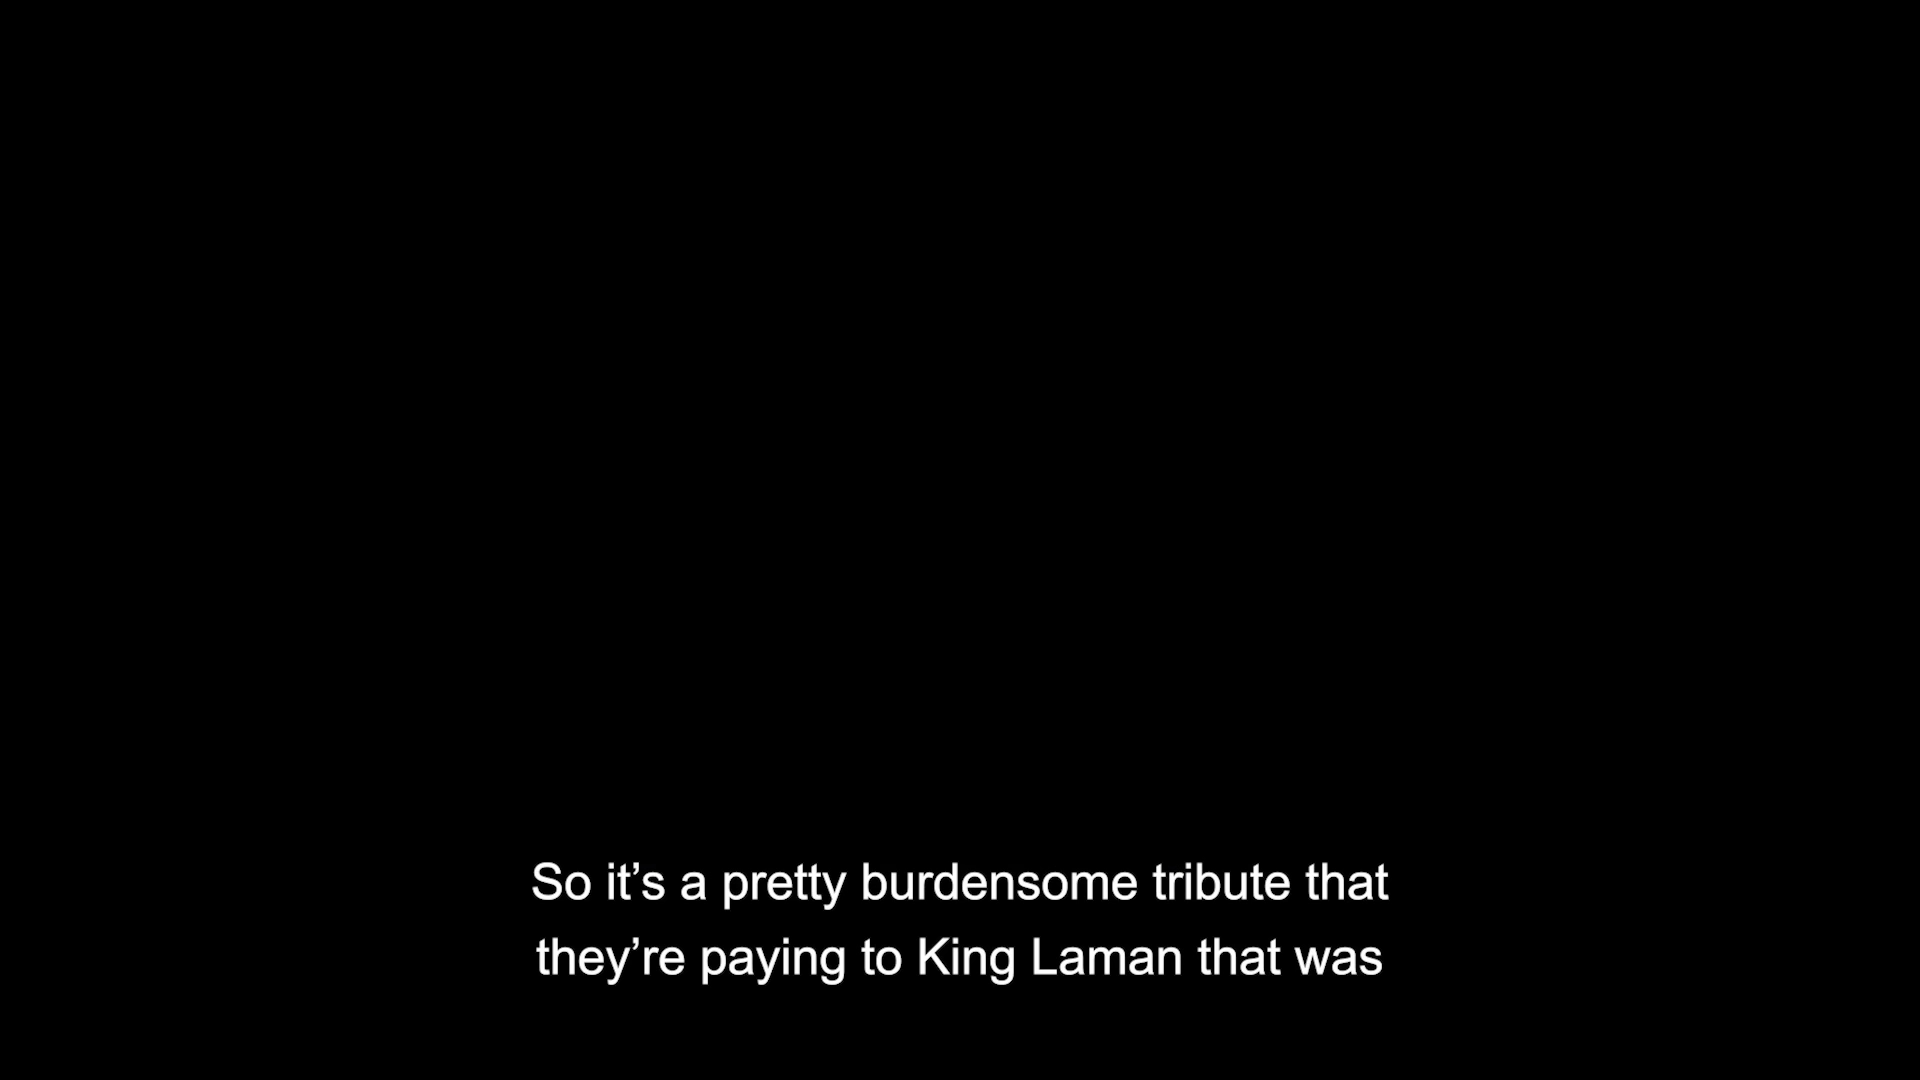 So it’s a pretty burdensome tribute that
they’re paying to King Laman that was